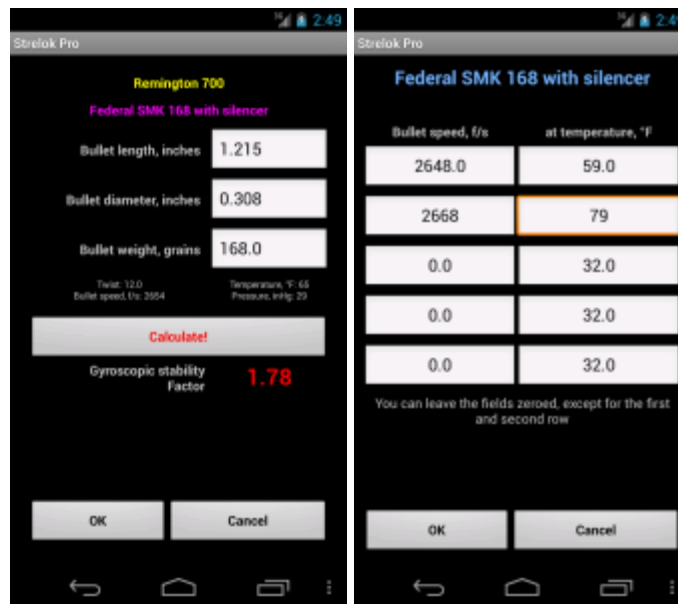 2:49
Strelok Pro
Remington 700
Federal SMK 168 with silencer
Bullet length, inches 1.215
Bullet diameter, inches 0.308
Bullet weight, grains 168.0
Twist: 12.0 Temperature, °F: 65
Bullet speed, f/s: 2654 Pressure, inHg: 29
Calculate!
Gyroscopic stability
Factor 1.78
OK Cancel
2:49
Strelok Pro
Federal SMK 168 with silencer
Bullet speed, f/s at temperature, °F
2648.0 59.0
2668 79
0.0 32.0
0.0 32.0
0.0 32.0
You can leave the fields zeroed, except for the first
and second row
OK Cancel